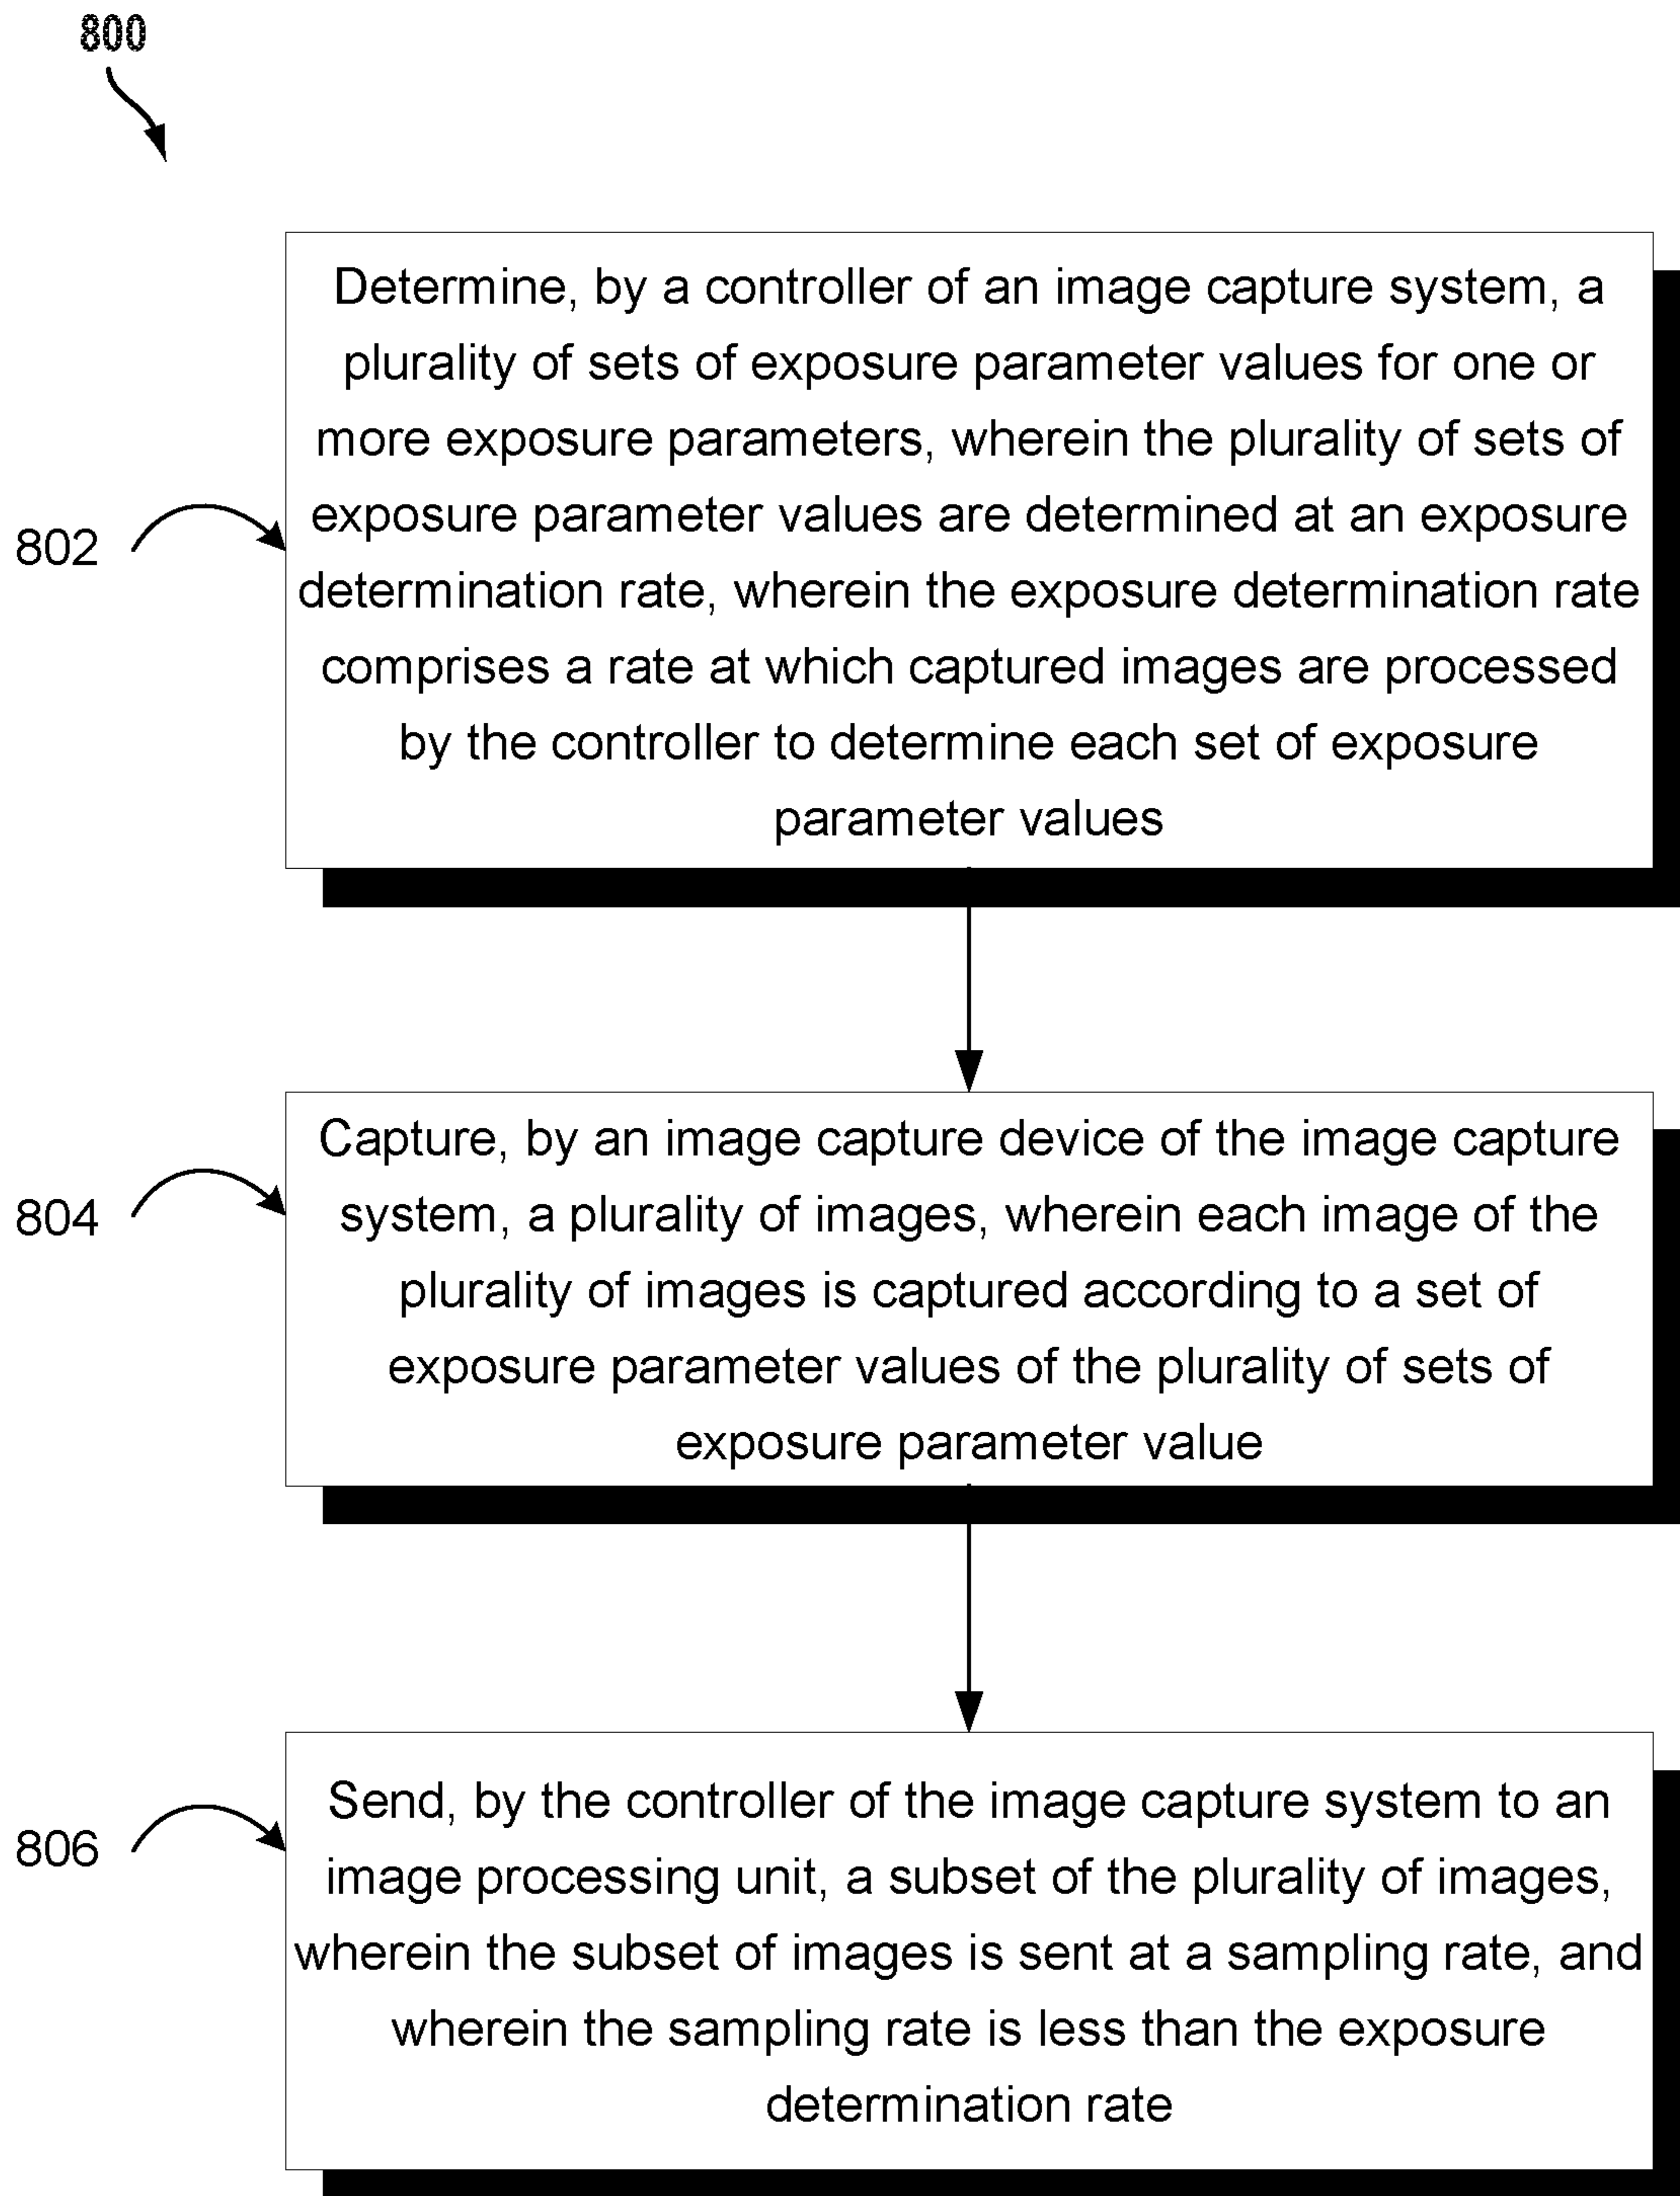 800
Determine, by a controller of an image capture system, a
plurality of sets of exposure parameter values for one or
more exposure parameters, wherein the plurality of sets of
exposure parameter values are determined at an exposure
determination rate, wherein the exposure determination rate
comprises a rate at which captured images are processed
by the controller to determine each set of exposure
parameter values
802
Capture, by an image capture device of the image capture
system, a plurality of images, wherein each image of the
plurality of images is captured according to a set of
exposure parameter values of the plurality of sets of
exposure parameter value
804
Send, by the controller of the image capture system to an
image processing unit, a subset of the plurality of images,
wherein the subset of images is sent at a sampling rate, and
wherein the sampling rate is less than the exposure
determination rate
806